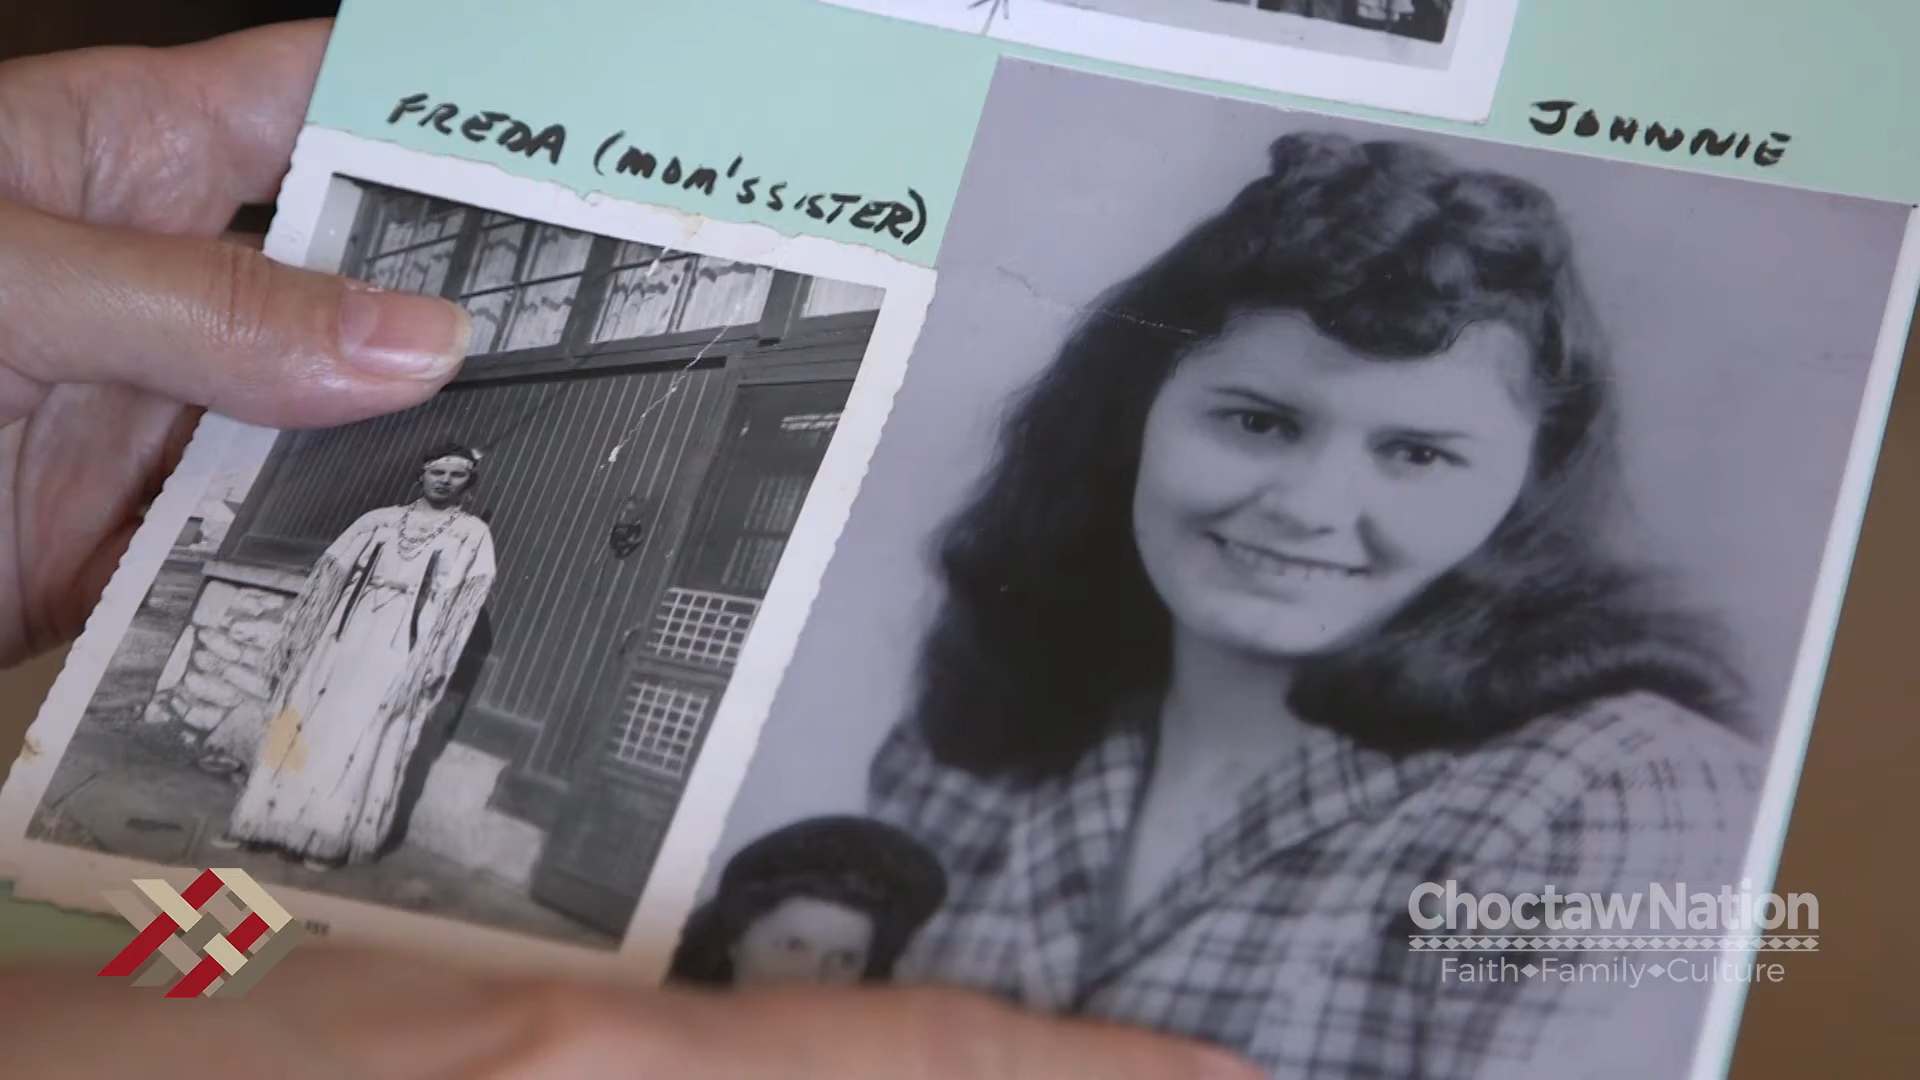 FREDA (MOM'S SISTER)
JOHNNIE
Choctaw Nation
Faith◆Family◆Culture